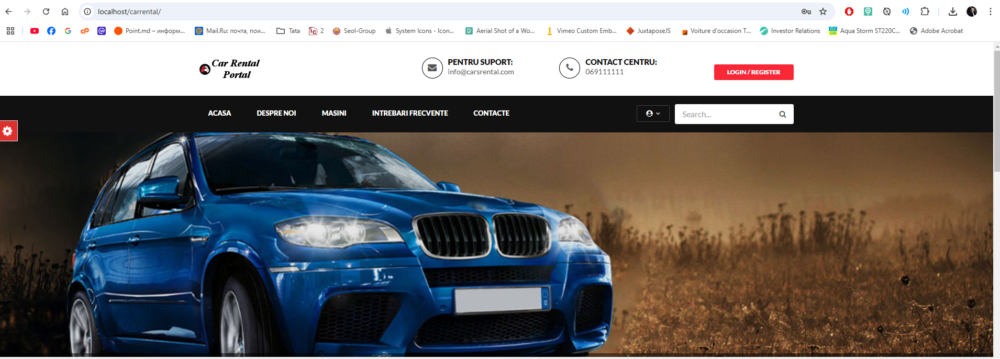 localhost/carrental/
Point.md – информ...
Mail.Ru: почта, пои...
Tata
2
Seol-Group
System Icons - Icon...
Aerial Shot of a Wo...
Vimeo Custom Emb...
JuxtaposeJS
Voiture d'occasion T...
Investor Relations
Aqua Storm ST220C...
Adobe Acrobat
Car Rental
Portal
PENTRU SUPORT:
info@carsrental.com
CONTACT CENTRU:
069111111
LOGIN / REGISTER
ACASA
DESPRE NOI
MASINI
INTREBARI FRECVENTE
CONTACTE
Search...